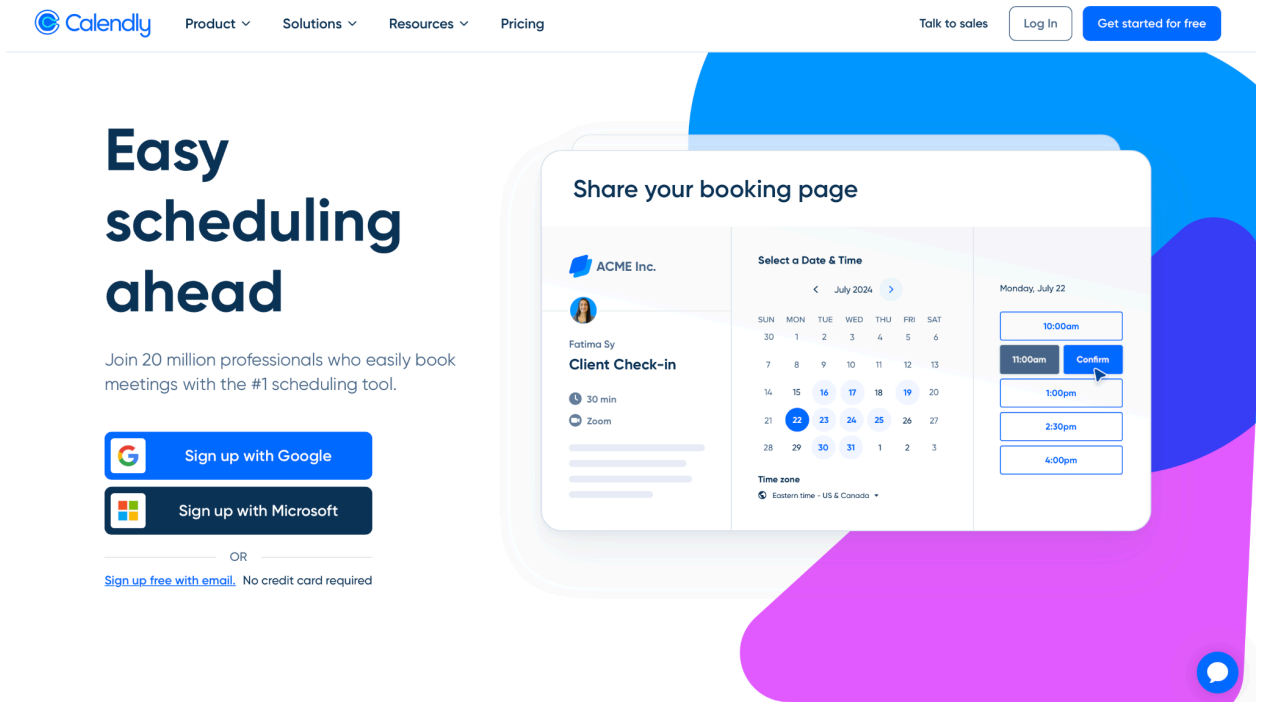 Calendly
Product
Solutions
Resources
Pricing
Talk to sales
Log In
Get started for free
Easy
scheduling
ahead
Join 20 million professionals who easily book
meetings with the #1 scheduling tool.
Sign up with Google
Sign up with Microsoft
OR
Sign up free with email. No credit card required
Share your booking page
ACME Inc.
Fatima Sy
Client Check-in
30 min
Zoom
Select a Date & Time
July 2024
SUN MON TUE WED THU FRI SAT
30 1 2 3 4 5 6
7 8 9 10 11 12 13
14 15 16 17 18 19 20
21 22 23 24 25 26 27
28 29 30 31 1 2 3
Time zone
Eastern time - US & Canada
Monday, July 22
10:00am
11:00am Confirm
1:00pm
2:30pm
4:00pm